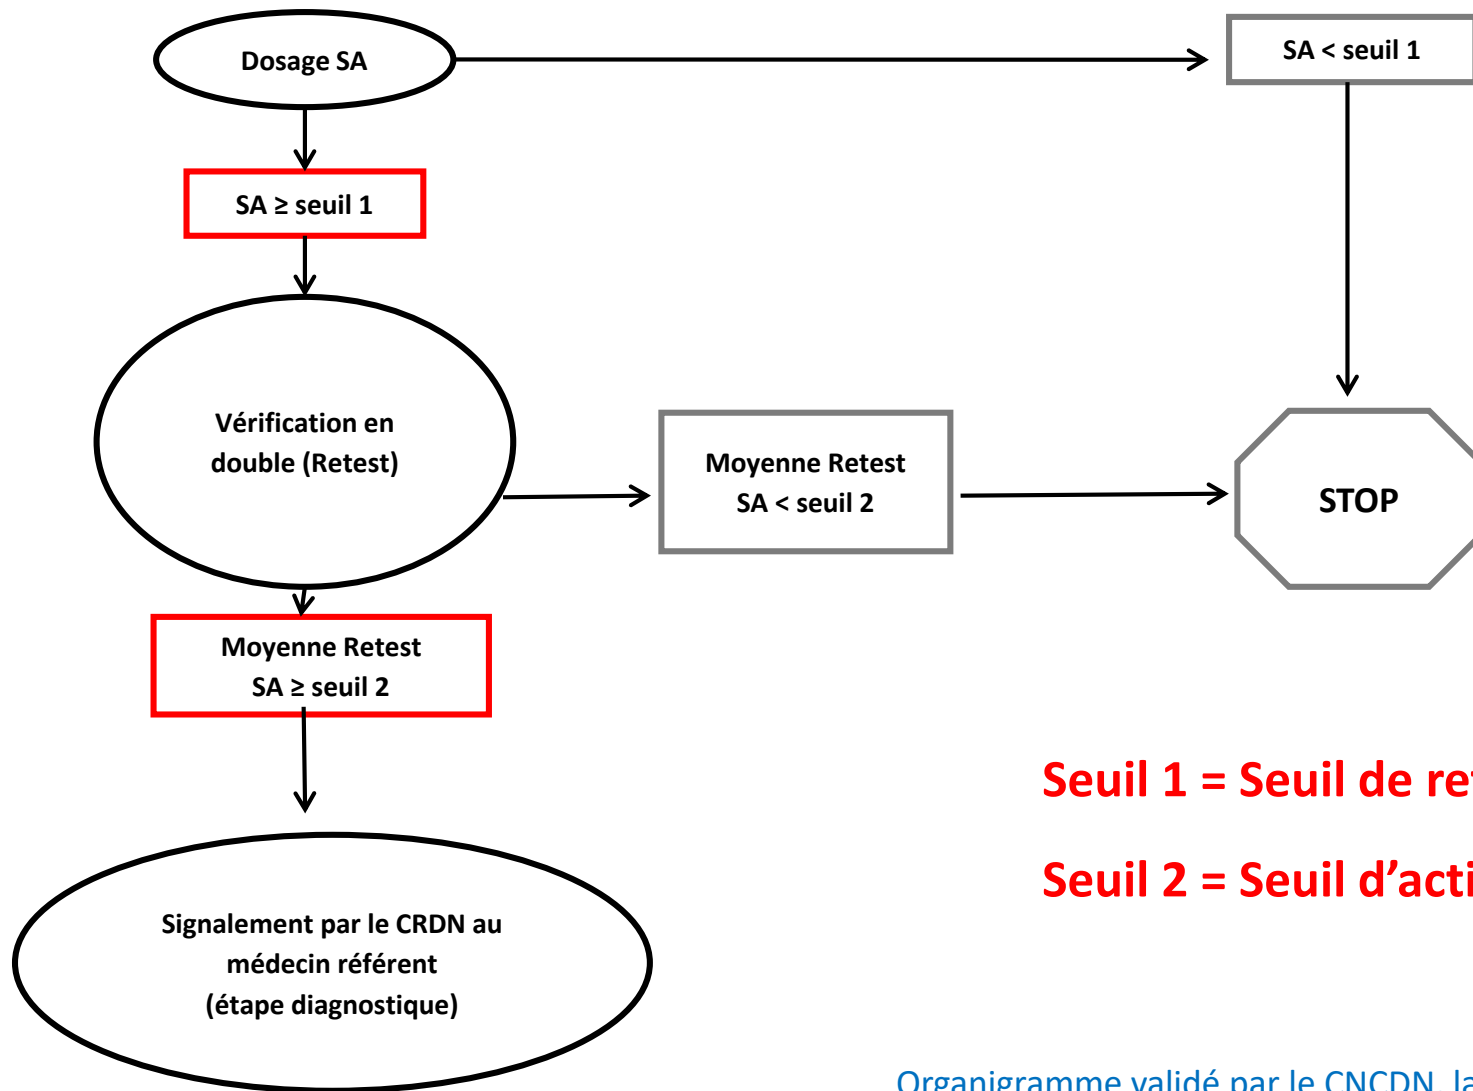 Dosage SA
SA < seuil 1
SA ≥ seuil 1
Vérification en
double (Retest)
Moyenne Retest
SA < seuil 2
STOP
Moyenne Retest
SA ≥ seuil 2
Seuil 1 = Seuil de
Seuil 2 = Seuil
Signalement par le CRDN au
médecin référent
(étape diagnostique)
Organigramme validé par le CNCDN, la